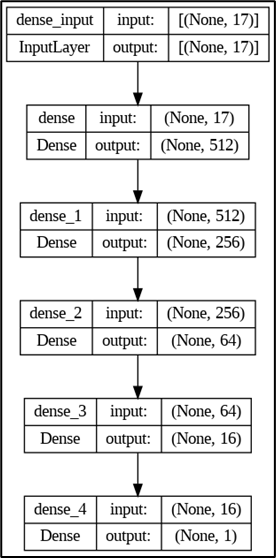 dense_input input: [(None, 17)]
InputLayer output: [(None, 17)]
dense input: (None, 17)
Dense output: (None, 512)
dense_1 input: (None, 512)
Dense output: (None, 256)
dense_2 input: (None, 256)
Dense output: (None, 64)
dense_3 input: (None, 64)
Dense output: (None, 16)
dense_4 input: (None, 16)
Dense output: (None, 1)